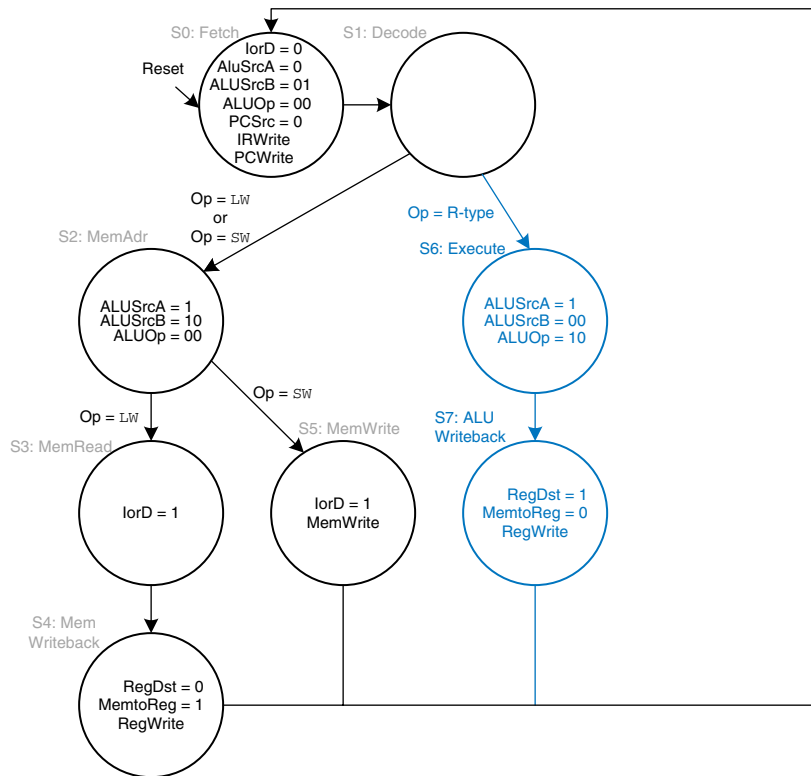 S0: Fetch
S1: Decode
Reset
IorD = 0
AluSrcA = 0
ALUSrcB = 01
ALUOp = 00
PCSrc = 0
IRWrite
PCWrite
Op = LW
or
Op = SW
Op = R-type
S2: MemAdr
S6: Execute
ALUSrcA = 1
ALUSrcB = 10
ALUOp = 00
ALUSrcA = 1
ALUSrcB = 00
ALUOp = 10
Op = SW
Op = LW
S7: ALU
Writeback
S5: MemWrite
S3: MemRead
IorD = 1
IorD = 1
MemWrite
RegDst = 1
MemtoReg = 0
RegWrite
S4: Mem
Writeback
RegDst = 0
MemtoReg = 1
RegWrite